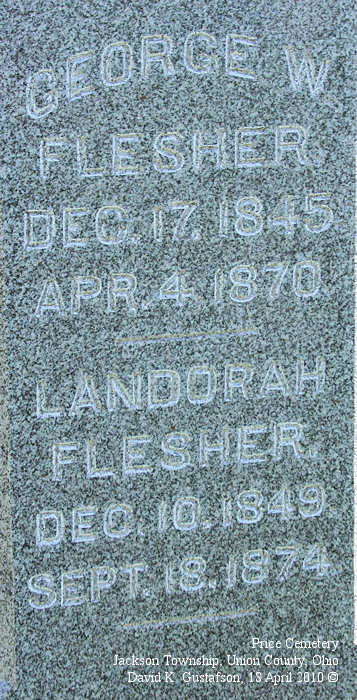 GEORGE W
FLESHER.
DEC. 17. 1845
APR. 4. 1870
LANDORAH
FLESHER.
DEC. 10. 1849
SEPT. 18. 1874
Price Cemetery
Jackson Township, Union County, Ohio
David K. Gustafson, 18 April 2010 ©